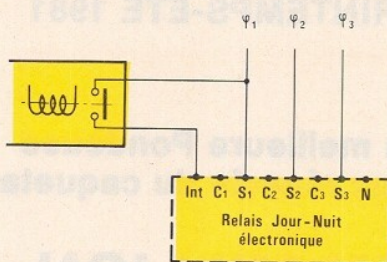 φ1 φ2 φ3
Int C1 S1 C2 S2 C3 S3 N
Relais Jour-Nuit
électronique